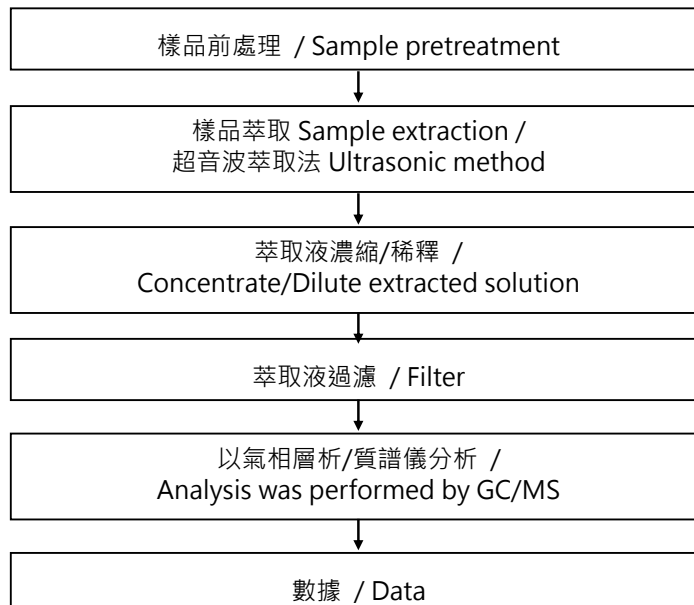 樣品前處理 / Sample pretreatment
樣品萃取 Sample extraction /
超音波萃取法 Ultrasonic method
萃取液濃縮/稀釋 /
Concentrate/Dilute extracted solution
萃取液過濾 / Filter
以氣相層析/質譜儀分析 /
Analysis was performed by GC/MS
數據 / Data